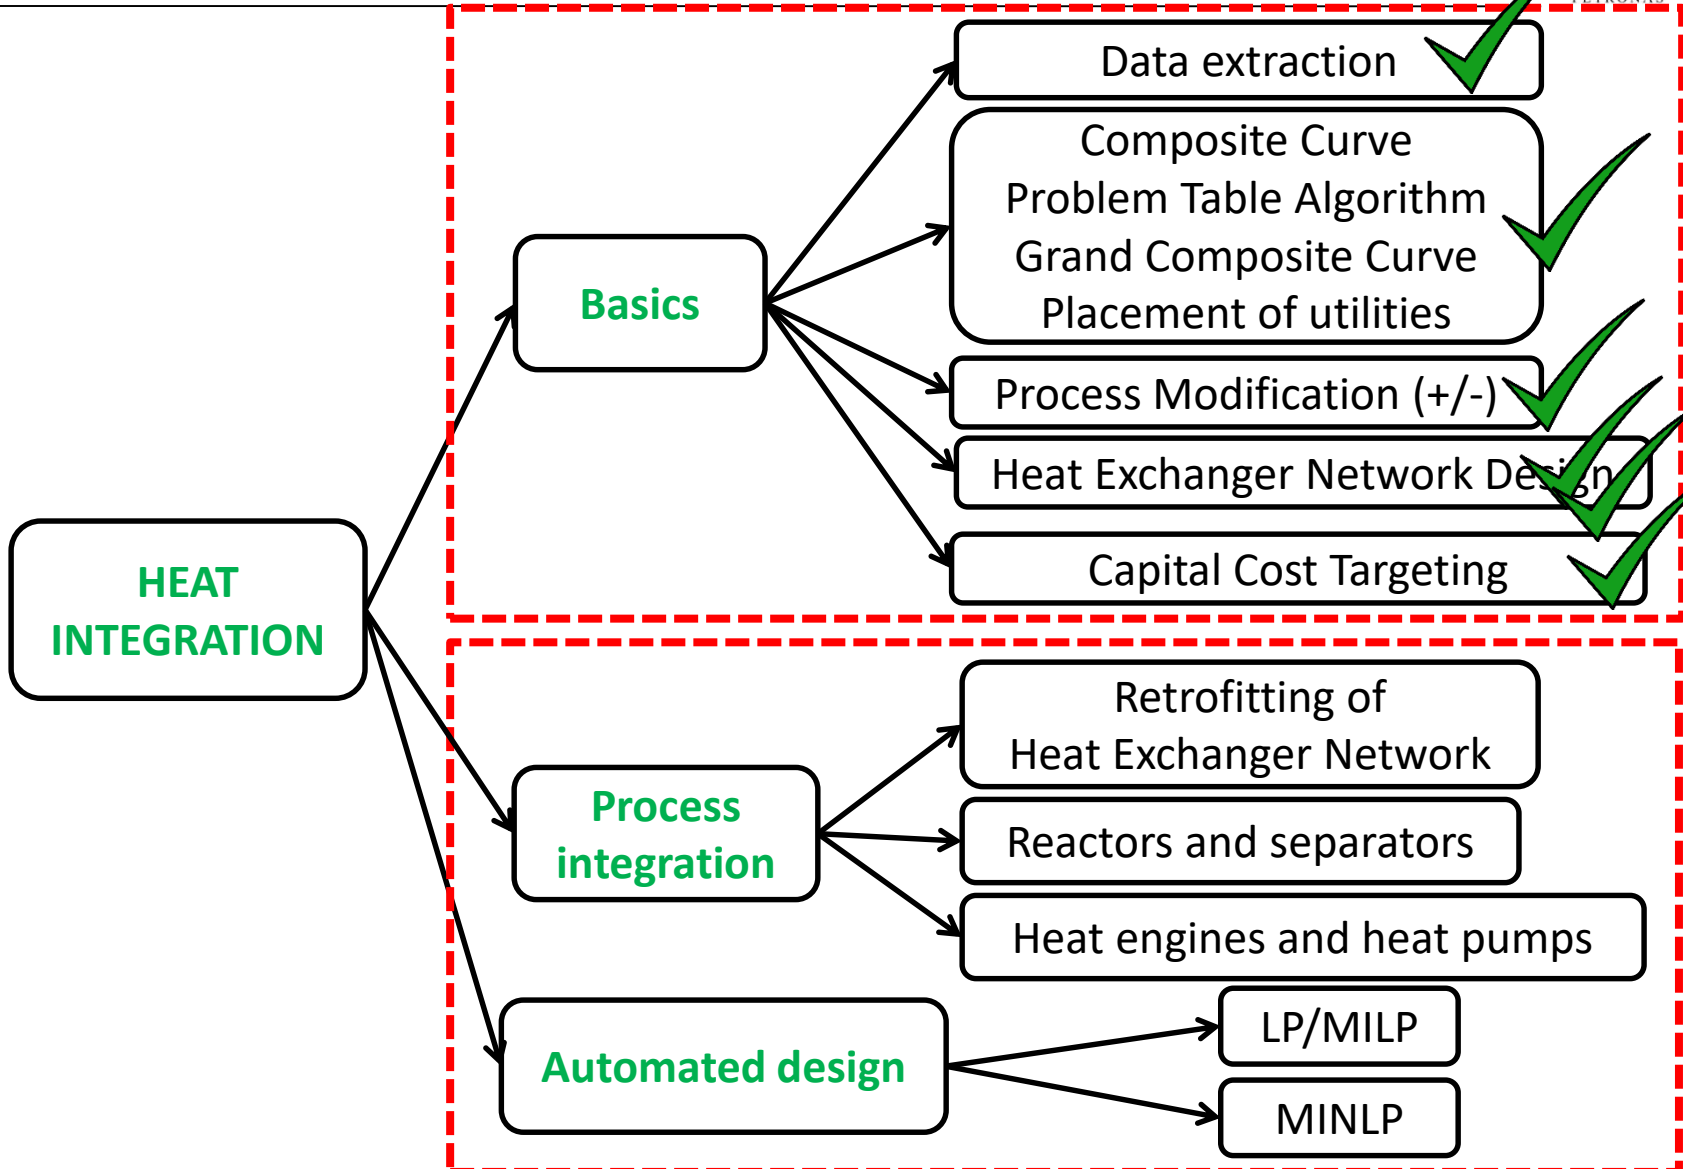 PETRONAS
Data extraction
Composite Curve
Problem Table Algorithm
Grand Composite Curve
Placement of utilities
Basics
Process Modification (+/-)
Heat Exchanger Network Design
Capital Cost Targeting
HEAT
INTEGRATION
Retrofitting of
Heat Exchanger Network
Process
integration
Reactors and separators
Heat engines and heat pumps
Automated design
LP/MILP
MINLP